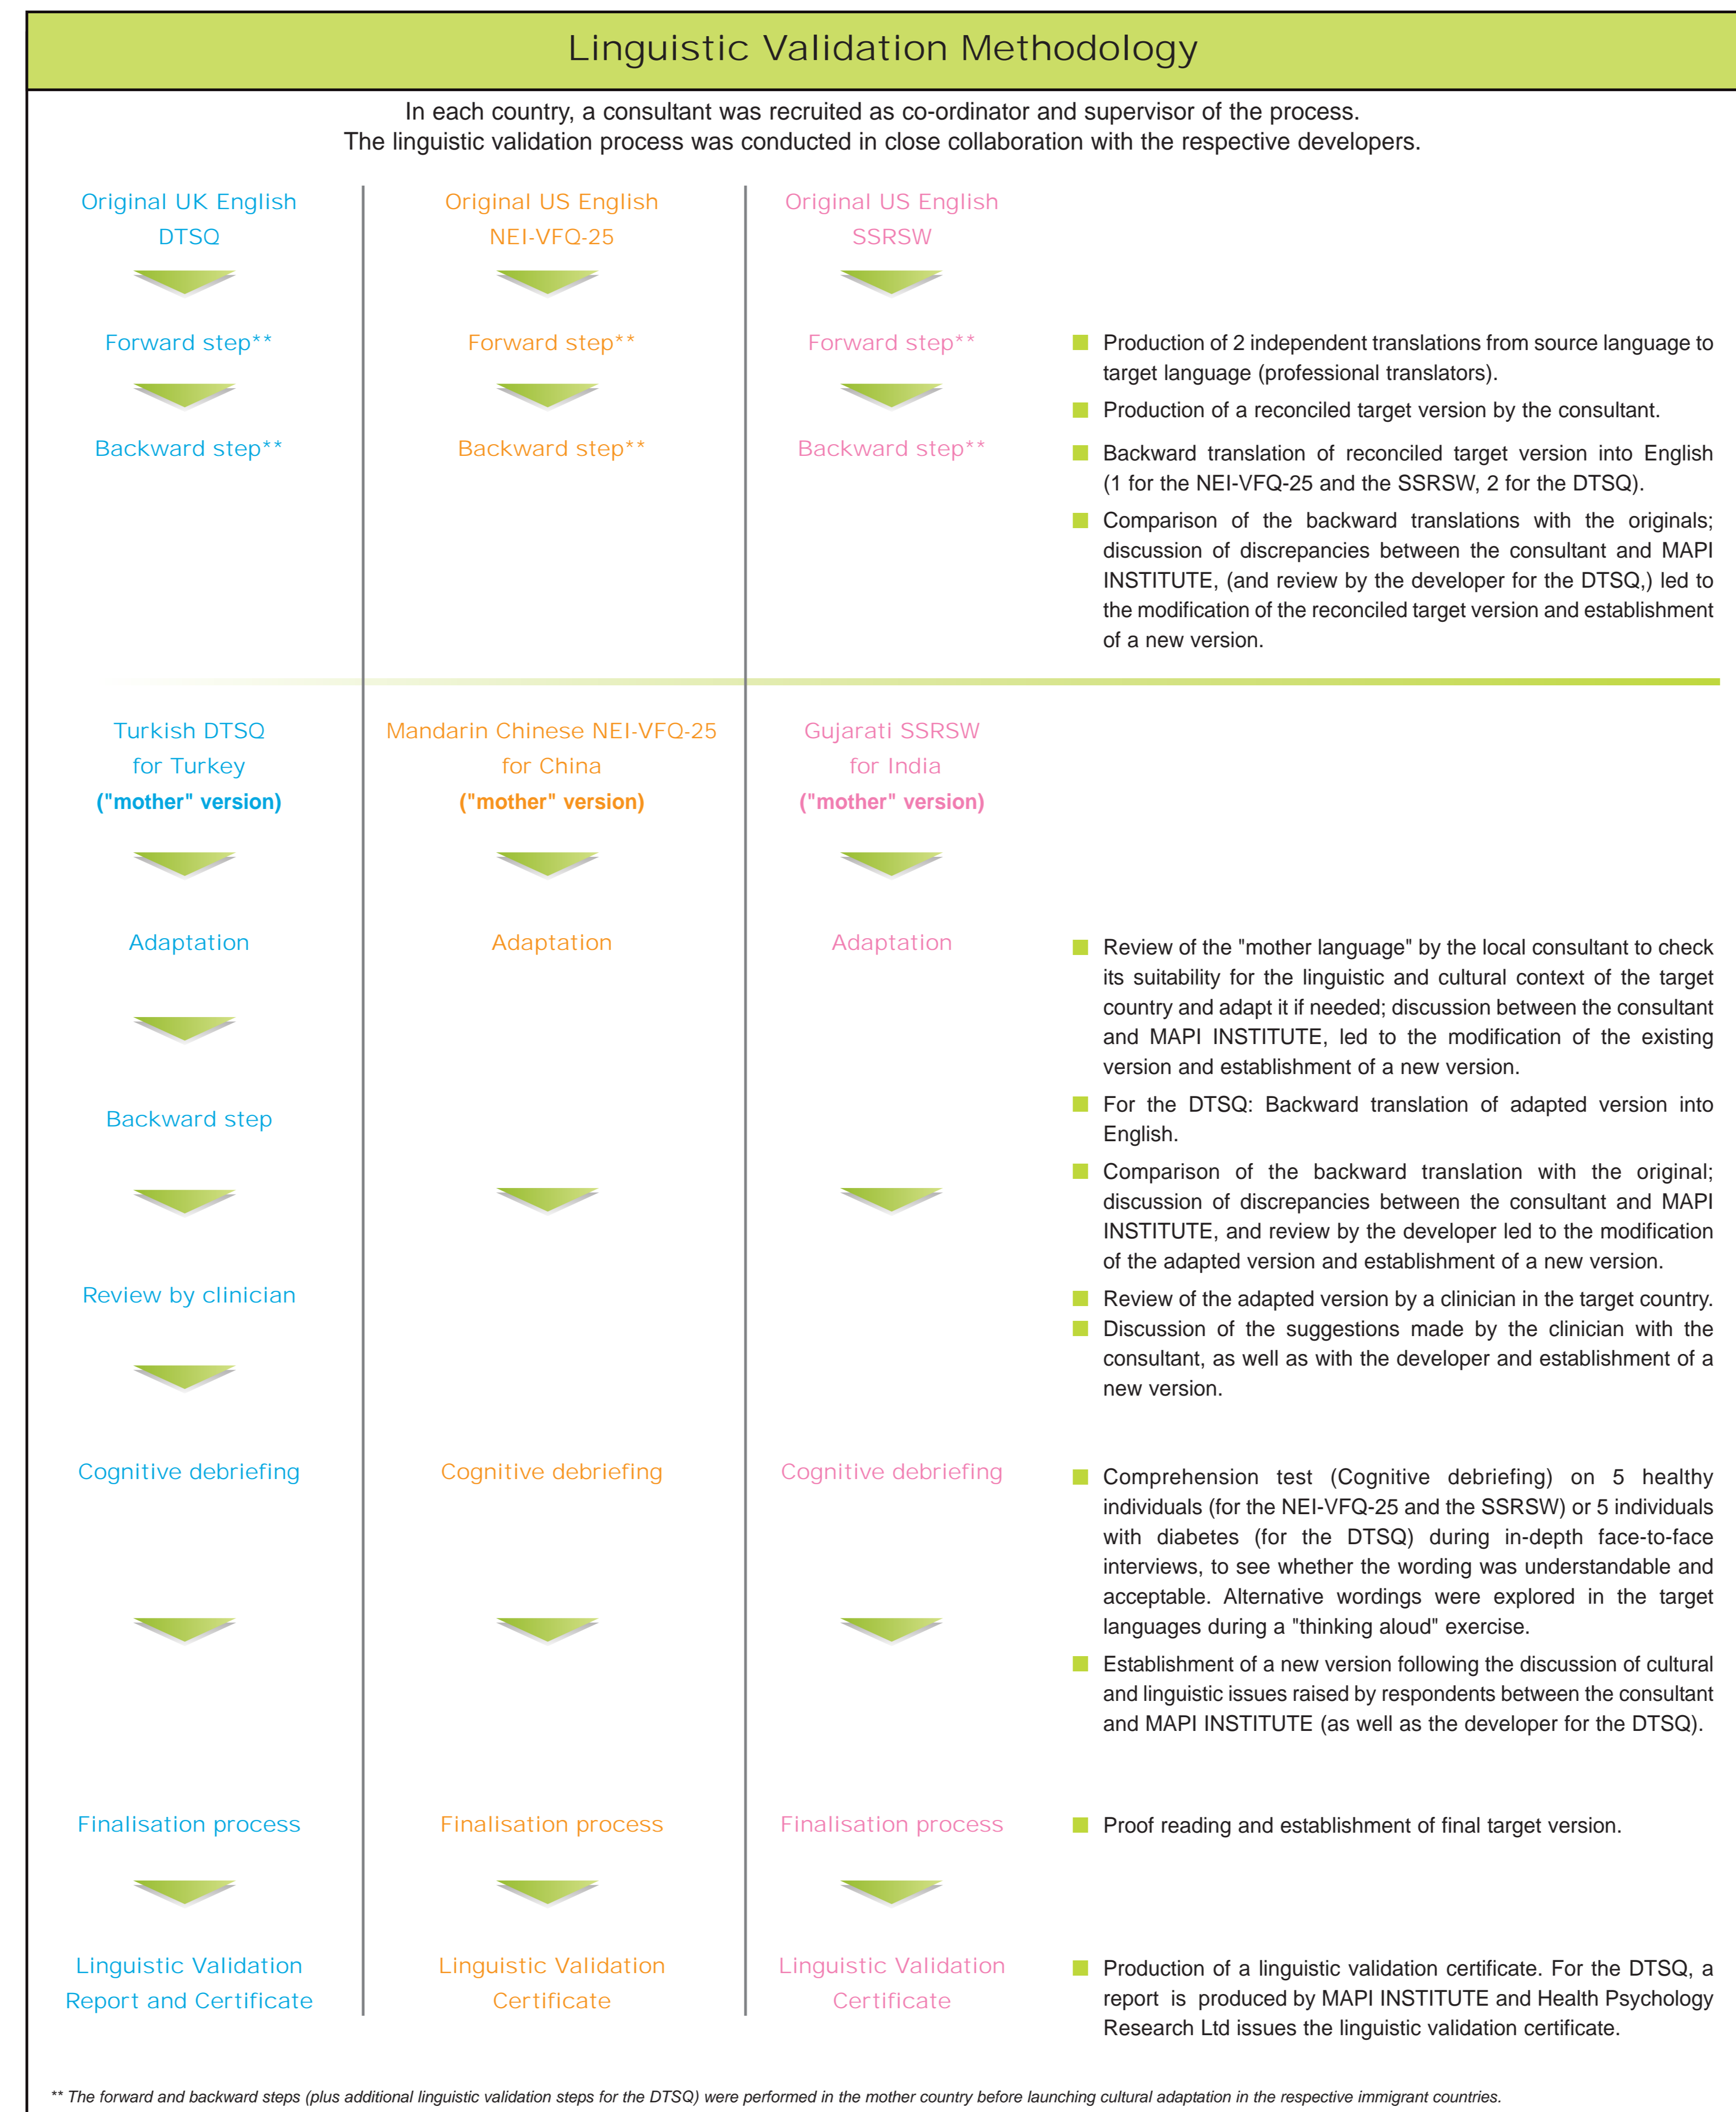 Linguistic Validation Methodology
In each country, a consultant was recruited as co-ordinator and supervisor of the process.
The linguistic validation process was conducted in close collaboration with the respective developers.
Original UK English
DTSQ
Original US English
NEI-VFQ-25
Original US English
SSRSW
Forward step**
Forward step**
Forward step**
Production of 2 independent translations from source language to
target language (professional translators).
Production of a reconciled target version by the consultant.
Backward step**
Backward step**
Backward step**
Backward translation of reconciled target version into English
(1 for the NEI-VFQ-25 and the SSRSW, 2 for the DTSQ).
Comparison of the backward translations with the originals;
discussion of discrepancies between the consultant and MAPI
INSTITUTE, (and review by the developer for the DTSQ,) led to
the modification of the reconciled target version and establishment
of a new version.
Turkish DTSQ
for Turkey
("mother" version)
Mandarin Chinese NEI-VFQ-25
for China
("mother" version)
Gujarati SSRSW
for India
("mother" version)
Adaptation
Adaptation
Adaptation
Review of the "mother language" by the local consultant to check
its suitability for the linguistic and cultural context of the target
country and adapt it if needed; discussion between the consultant
and MAPI INSTITUTE, led to the modification of the existing
version and establishment of a new version.
Backward step
For the DTSQ: Backward translation of adapted version into
English.
Comparison of the backward translation with the original;
discussion of discrepancies between the consultant and MAPI
INSTITUTE, and review by the developer led to the modification
of the adapted version and establishment of a new version.
Review by clinician
Review of the adapted version by a clinician in the target country.
Discussion of the suggestions made by the clinician with the
consultant, as well as with the developer and establishment of a
new version.
Cognitive debriefing
Cognitive debriefing
Cognitive debriefing
Comprehension test (Cognitive debriefing) on 5 healthy
individuals (for the NEI-VFQ-25 and the SSRSW) or 5 individuals
with diabetes (for the DTSQ) during in-depth face-to-face
interviews, to see whether the wording was understandable and
acceptable. Alternative wordings were explored in the target
languages during a "thinking aloud" exercise.
Establishment of a new version following the discussion of cultural
and linguistic issues raised by respondents between the consultant
and MAPI INSTITUTE (as well as the developer for the DTSQ).
Finalisation process
Finalisation process
Finalisation process
Proof reading and establishment of final target version.
Linguistic Validation
Report and Certificate
Linguistic Validation
Certificate
Linguistic Validation
Certificate
Production of a linguistic validation certificate. For the DTSQ, a
report is produced by MAPI INSTITUTE and Health Psychology
Research Ltd issues the linguistic validation certificate.
** The forward and backward steps (plus additional linguistic validation steps for the DTSQ) were performed in the mother country before launching cultural adaptation in the respective immigrant countries.